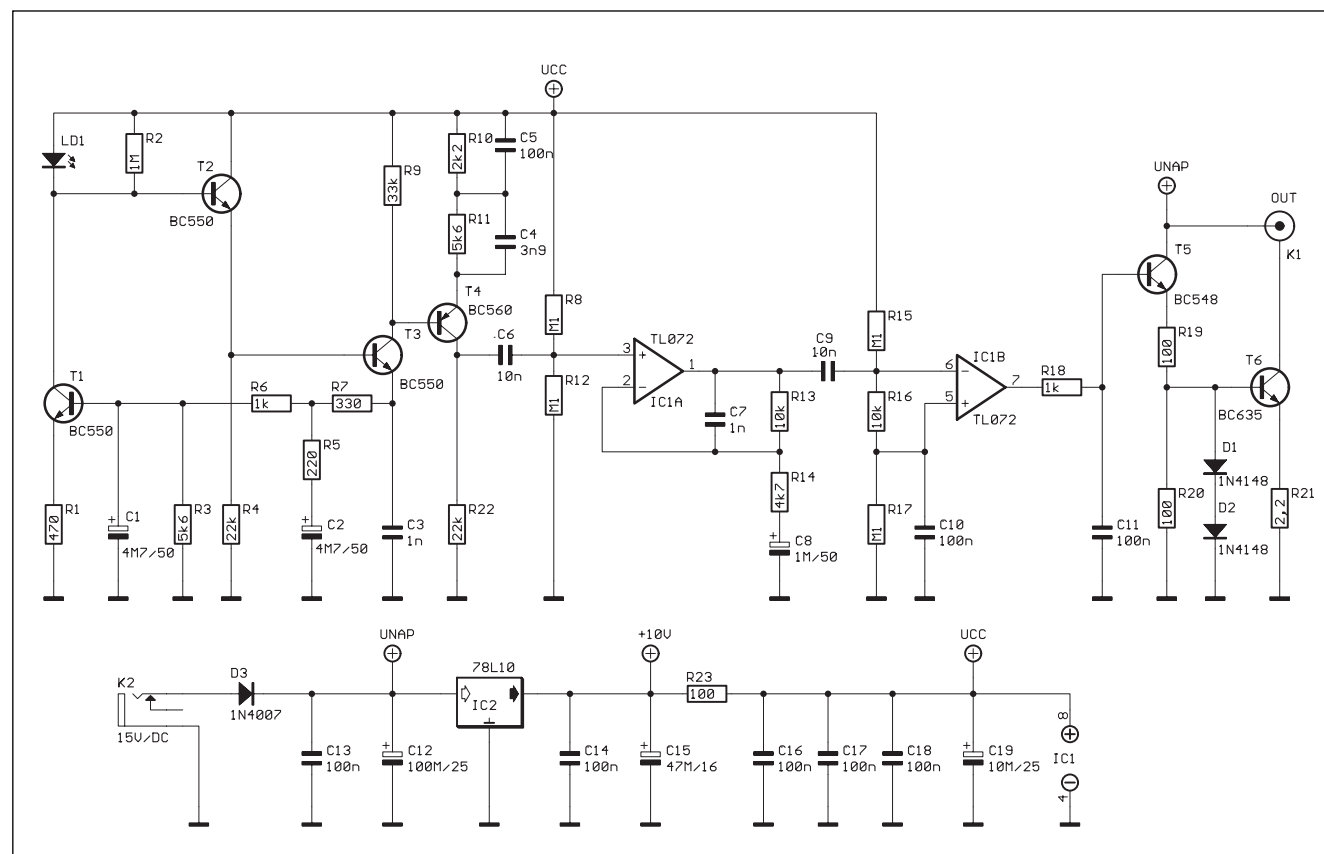 UCC
LD1
R2
1M
T2
BC550
R9
33k
R10
2k2
C5
100n
R11
5k6
C4
3n9
T4
BC560
UNAP
OUT
K1
T5
BC548
R19
100
T6
BC635
T1
BC550
R6
1k
R7
330
R5
220
T3
BC550
C6
10n
R8
M1
R12
M1
3
+
TL072
1
2
−
IC1A
C9
10n
R15
M1
C7
1n
R13
10k
R16
10k
6
−
IC1B
7
5
+
TL072
R18
1k
R14
4k7
D1
1N4148
D2
1N4148
R1
470
+
C1
4M7/50
R3
5k6
R4
22k
+
C2
4M7/50
C3
1n
R22
22k
+
C8
1M/50
R17
M1
C10
100n
C11
100n
R20
100
R21
2,2
K2
15V/DC
D3
1N4007
UNAP
78L10
IC2
+10V
R23
100
UCC
C13
100n
+
C12
100M/25
C14
100n
+
C15
47M/16
C16
100n
C17
100n
C18
100n
+
C19
10M/25
8
IC1
4